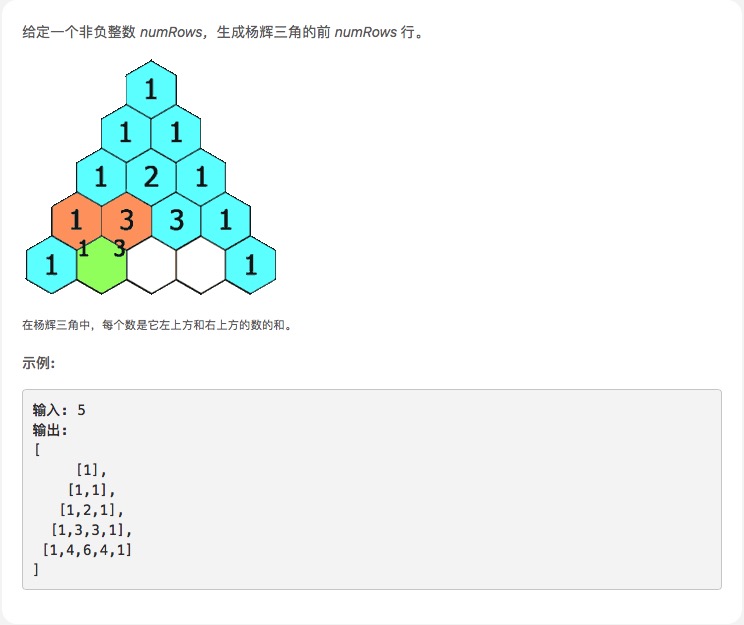 给定一个非负整数 numRows，生成杨辉三角的前 numRows 行。
1
1 1
1 2 1
1 3 3 1
1 3
1 1
在杨辉三角中，每个数是它左上方和右上方的数的和。
示例:
输入: 5
输出:
[
[1],
[1,1],
[1,2,1],
[1,3,3,1],
[1,4,6,4,1]
]